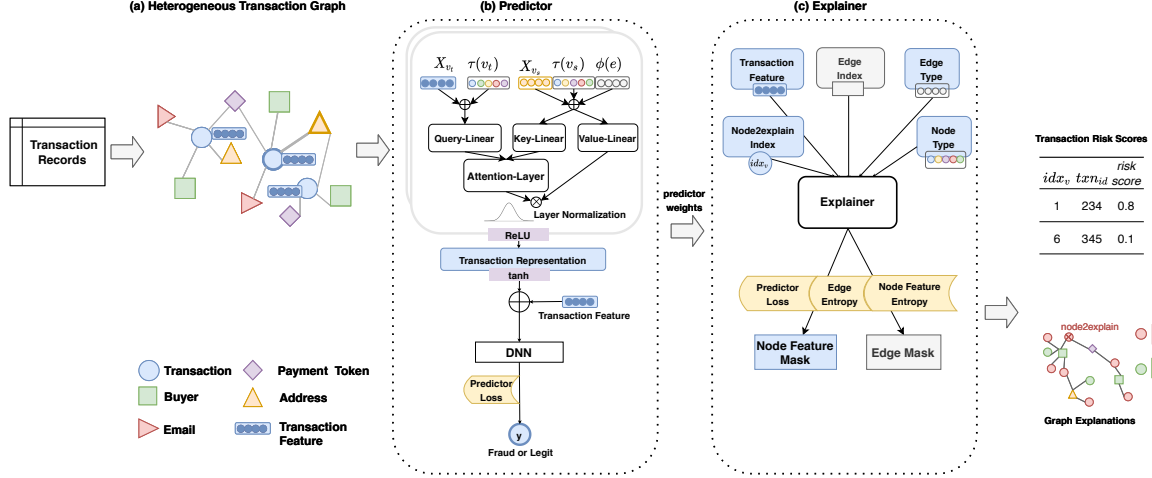 (a) Heterogeneous Transaction Graph
Transaction
Records
Transaction
Payment Token
Buyer
Address
Email
Transaction
Feature
(b) Predictor
X_{v_t} τ(v_t) X_{v_s} τ(v_s) ϕ(e)
Query-Linear Key-Linear Value-Linear
Attention-Layer
Layer Normalization
ReLU
Transaction Representation
tanh
Transaction Feature
DNN
Predictor
Loss
y
Fraud or Legit
predictor
weights
(c) Explainer
Transaction
Feature
Edge
Index
Edge
Type
Node2explain
Index
idx_v
Node
Type
Explainer
Predictor
Loss
Edge
Entropy
Node Feature
Entropy
Node Feature
Mask
Edge Mask
Transaction Risk Scores
idx_v txn_{id} risk
score
1 234 0.8
6 345 0.1
node2explain
Graph Explanations